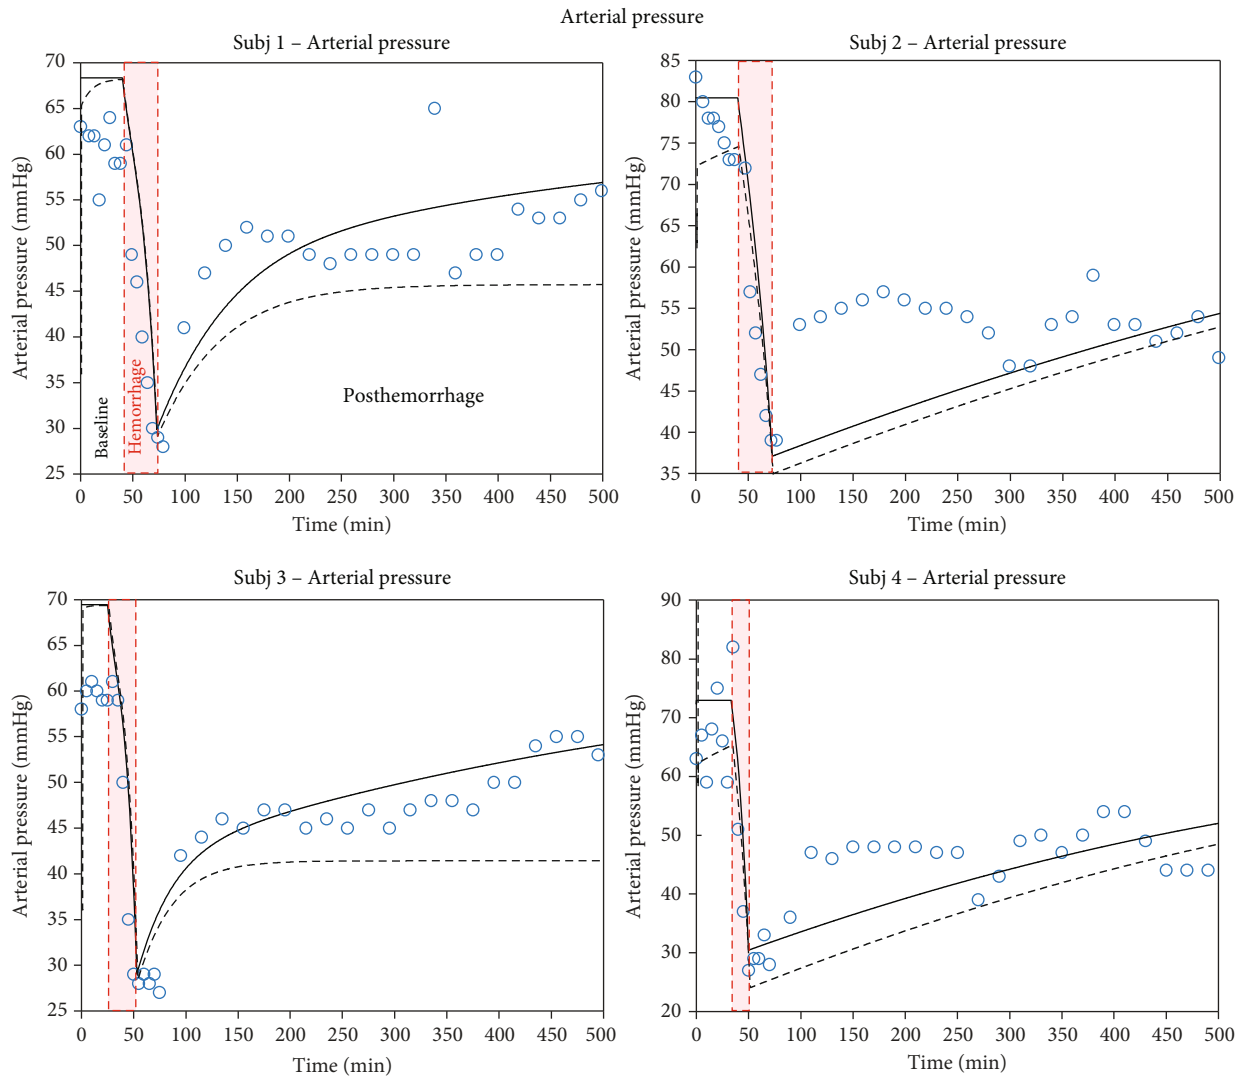 Arterial pressure
Subj 1 – Arterial pressure
70
65
60
55
50
45
40
35
30
25
Arterial pressure (mmHg)
Baseline
Hemorrhage
Posthemorrhage
0 50 100 150 200 250 300 350 400 450 500
Time (min)
Subj 2 – Arterial pressure
85
80
75
70
65
60
55
50
45
40
35
Arterial pressure (mmHg)
0 50 100 150 200 250 300 350 400 450 500
Time (min)
Subj 3 – Arterial pressure
70
65
60
55
50
45
40
35
30
25
Arterial pressure (mmHg)
0 50 100 150 200 250 300 350 400 450 500
Time (min)
Subj 4 – Arterial pressure
90
80
70
60
50
40
30
20
Arterial pressure (mmHg)
0 50 100 150 200 250 300 350 400 450 500
Time (min)